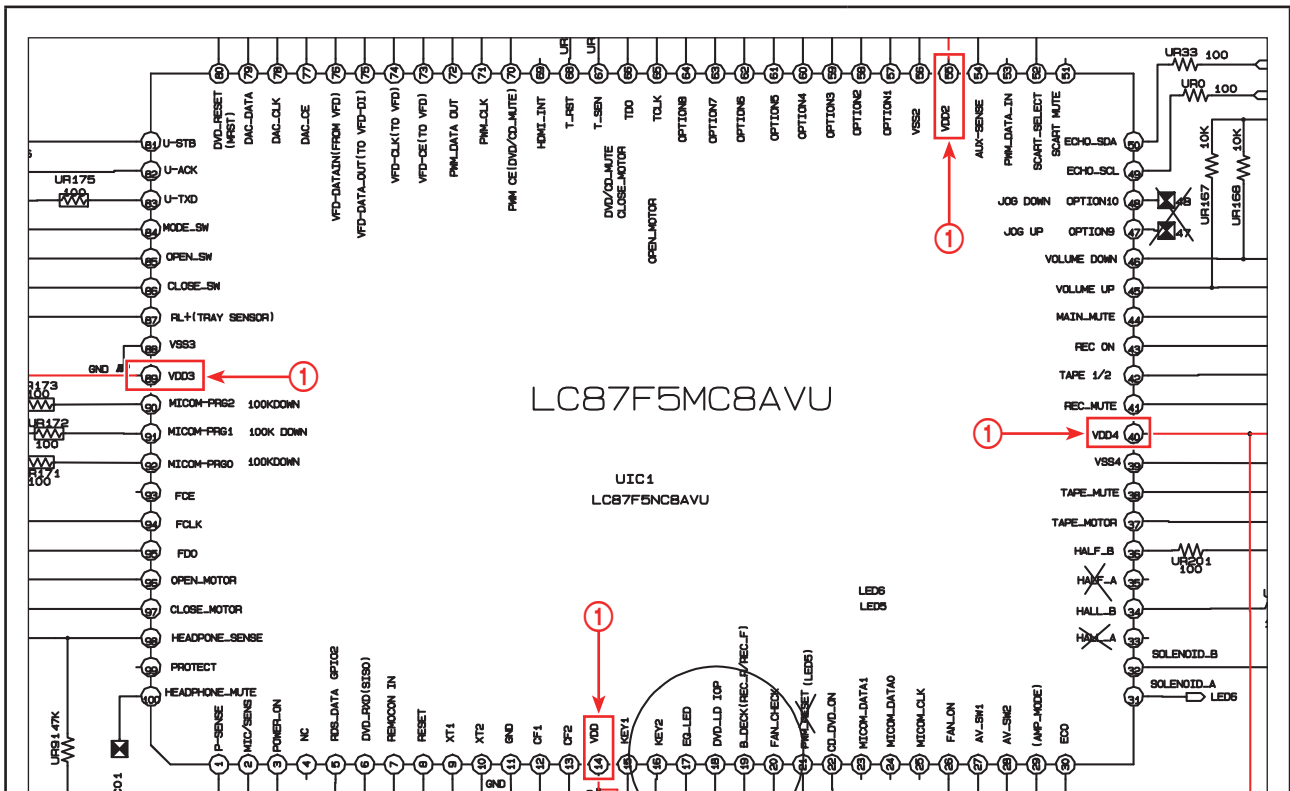 UR33 100
UR0 100
80 79 78 77 76 75 74 73 72 71 70 69 68 67 66 65 64 63 62 61 60 59 58 57 56 55 54 53 52 51
DVD_RESET
(MRST)
DAC_DATA
DAC_CLK
DAC_CE
VFD-DATAIN(FROM VFD)
VFD-DATA_OUT(TO VFD-DI)
VFD-CLK(TO VFD)
VFD-CE(TO VFD)
PWM_DATA OUT
PWM_CLK
PWM CE(DVD/CD_MUTE)
HDMI_INT
T_RST
T_SEN
DVD/CD_MUTE
CLOSE_MOTOR
TDO
TCLK
OPEN_MOTOR
OPTION8
OPTION7
OPTION6
OPTION5
OPTION4
OPTION3
OPTION2
OPTION1
VSS2
VDD2
AUX-SENSE
PWM_DATA_IN
SCART_SELECT
SCART MUTE
1
81 U-STB
82 U-ACK
UR175
100
83 U-TXD
84 MODE_SW
85 OPEN_SW
86 CLOSE_SW
87 RL+(TRAY SENSOR)
88 VSS3
GND
89 VDD3
1
R173
100
90 MICOM-PRG2 100KDOWN
UR172
100
91 MICOM-PRG1 100K DOWN
R171
100
92 MICOM-PRG0 100KDOWN
93 FCE
94 FCLK
95 FDO
96 OPEN_MOTOR
97 CLOSE_MOTOR
98 HEADPONE_SENSE
99 PROTECT
100 HEADPHONE_MUTE
UR9147K
LC87F5MC8AVU
UIC1
LC87F5NC8AVU
LED6
LED5
ECHO_SDA 50
ECHO_SCL 49
JOG DOWN OPTION10 48 48
JOG UP OPTION9 47 47
VOLUME DOWN 46
VOLUME UP 45
UR167 10K
UR168 10K
MAIN_MUTE 44
REC ON 43
TAPE 1/2 42
REC_MUTE 41
1
VDD4 40
VSS4 39
TAPE_MUTE 38
TAPE_MOTOR 37
HALF_B 36
UR201
100
HALF_A 35
HALL_B 34
HALL_A 33
SOLENOID_B
32
SOLENOID_A
31 LED6
1
P-SENSE
MIC/SENS
POWER_ON
NC
RDS_DATA GPIO2
DVD_RXD(SISO)
REMOCON IN
RESET
XT1
XT2
GND
CF1
CF2
VDD
KEY1
KEY2
EQ_LED
DVD_LD IOP
B_DECK(REC_R/REC_F)
FAN_CHECK
CD_DVD_ON
MICOM_DATA1
MICOM_DATA0
MICOM_CLK
FAN_ON
AV_SW1
AV_SW2
(AMP_MODE)
ECO
1 2 3 4 5 6 7 8 9 10 11 12 13 14 15 16 17 18 19 20 21 22 23 24 25 26 27 28 29 30
GND